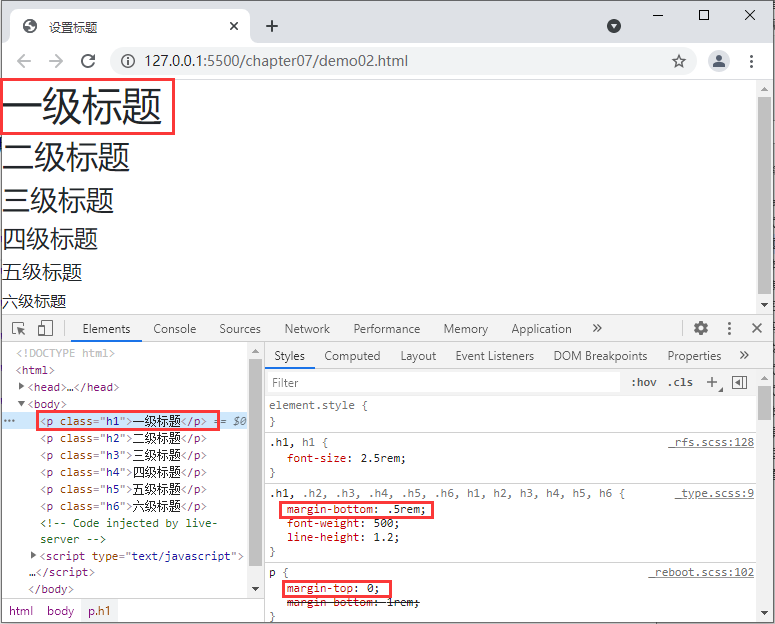 设置标题
127.0.0.1:5500/chapter07/demo02.html
一级标题
二级标题
三级标题
四级标题
五级标题
六级标题
Elements Console Sources Network Performance Memory Application »
<!DOCTYPE html>
<html>
<head>…</head>
<body>
<p class="h1">一级标题</p> == $0
<p class="h2">二级标题</p>
<p class="h3">三级标题</p>
<p class="h4">四级标题</p>
<p class="h5">五级标题</p>
<p class="h6">六级标题</p>
<!-- Code injected by live-
server -->
<script type="text/javascript">
…</script>
</body>
html body p.h1
Styles Computed Layout Event Listeners DOM Breakpoints Properties »
Filter :hov .cls +
element.style {
}
.h1, h1 { _rfs.scss:128
font-size: 2.5rem;
}
.h1, .h2, .h3, .h4, .h5, .h6, h1, h2, h3, h4, h5, h6 { _type.scss:9
margin-bottom: .5rem;
font-weight: 500;
line-height: 1.2;
}
p { _reboot.scss:102
margin-top: 0;
margin-bottom: 1rem;
}